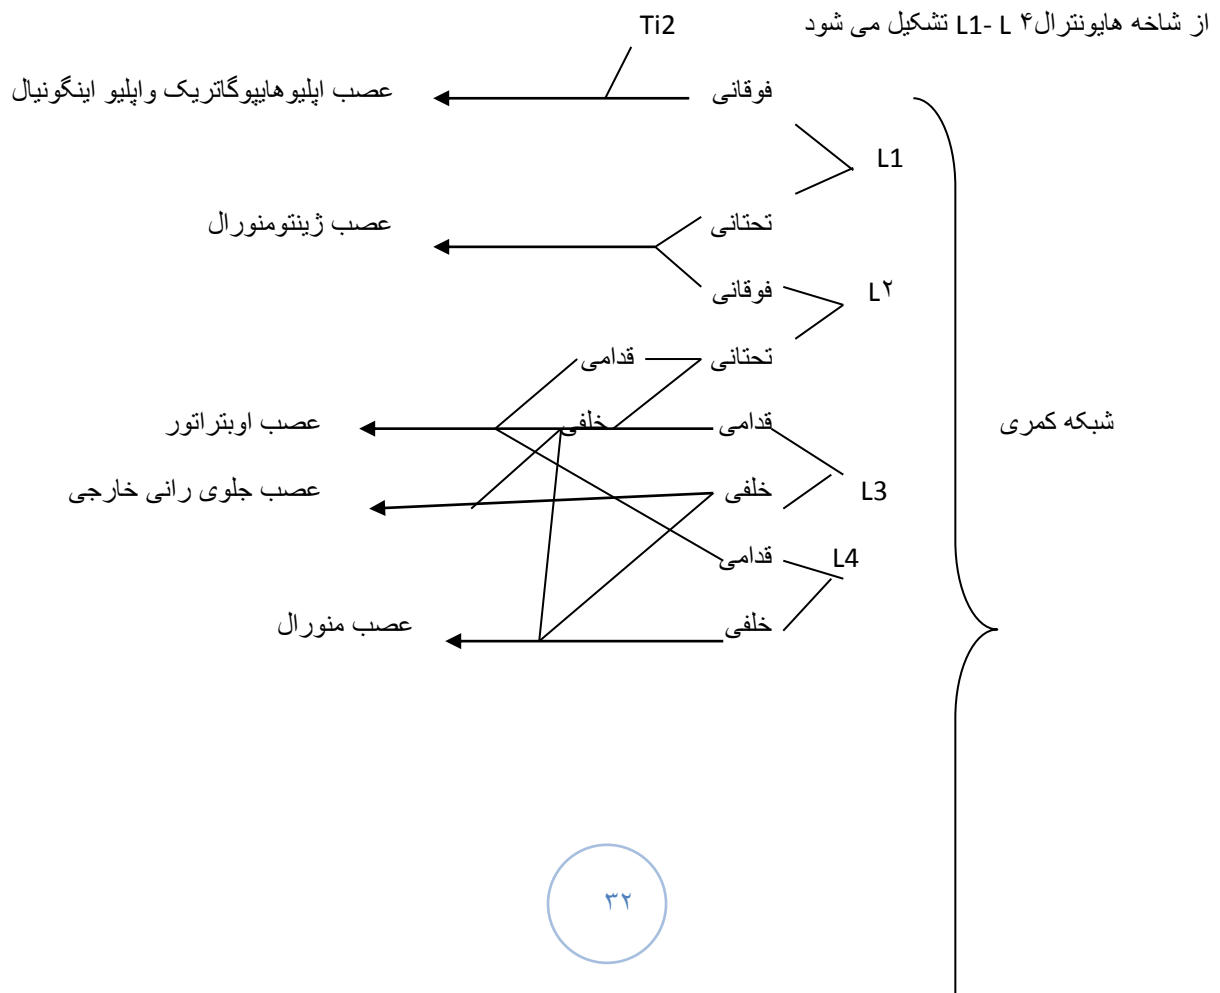 از شاخه هایونترال۴ L1- L تشکیل می شود
Ti2
فوقانی
عصب اپلیوهایپوگاتریک واپلیو اینگونیال
L1
تحتانی
عصب ژینتومنورال
فوقانی
L۲
تحتانی
قدامی
شبکه کمری
قدامی
خلفی
عصب اوبتراتور
L3
خلفی
عصب جلوی رانی خارجی
L4
قدامی
خلفی
عصب منورال
۳۲